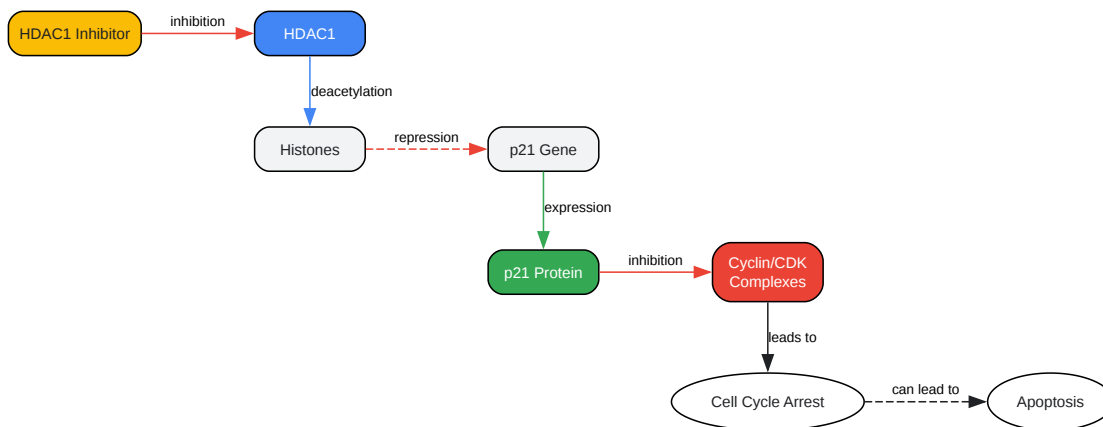 HDAC1 Inhibitor
inhibition
HDAC1
deacetylation
Histones
repression
p21 Gene
expression
p21 Protein
inhibition
Cyclin/CDK
Complexes
leads to
Cell Cycle Arrest
can lead to
Apoptosis